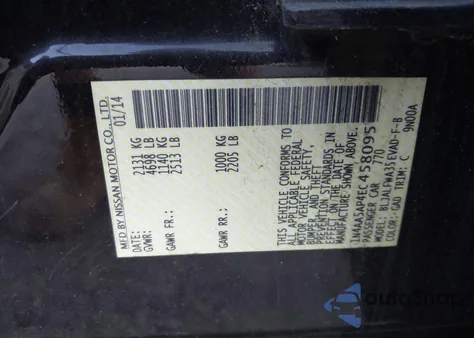 MFD BY NISSAN MOTOR CO., LTD.
01/14
GVWR: 2131 KG
4698 LB
GAWR FR: 1140 KG
2513 LB
GAWR RR: 1000 KG
2205 LB
THIS VEHICLE CONFORMS TO
ALL APPLICABLE FEDERAL
MOTOR VEHICLE SAFETY,
BUMPER, AND THEFT
PREVENTION STANDARDS IN
EFFECT ON THE DATE OF
MANUFACTURE SHOWN ABOVE.
1N4AA5AP4EC458095
PASSENGER CAR
MODEL: BLJALFWA35EVAD-F-B
COLOR: GAD TRIM: C 9000A
AutoSnap